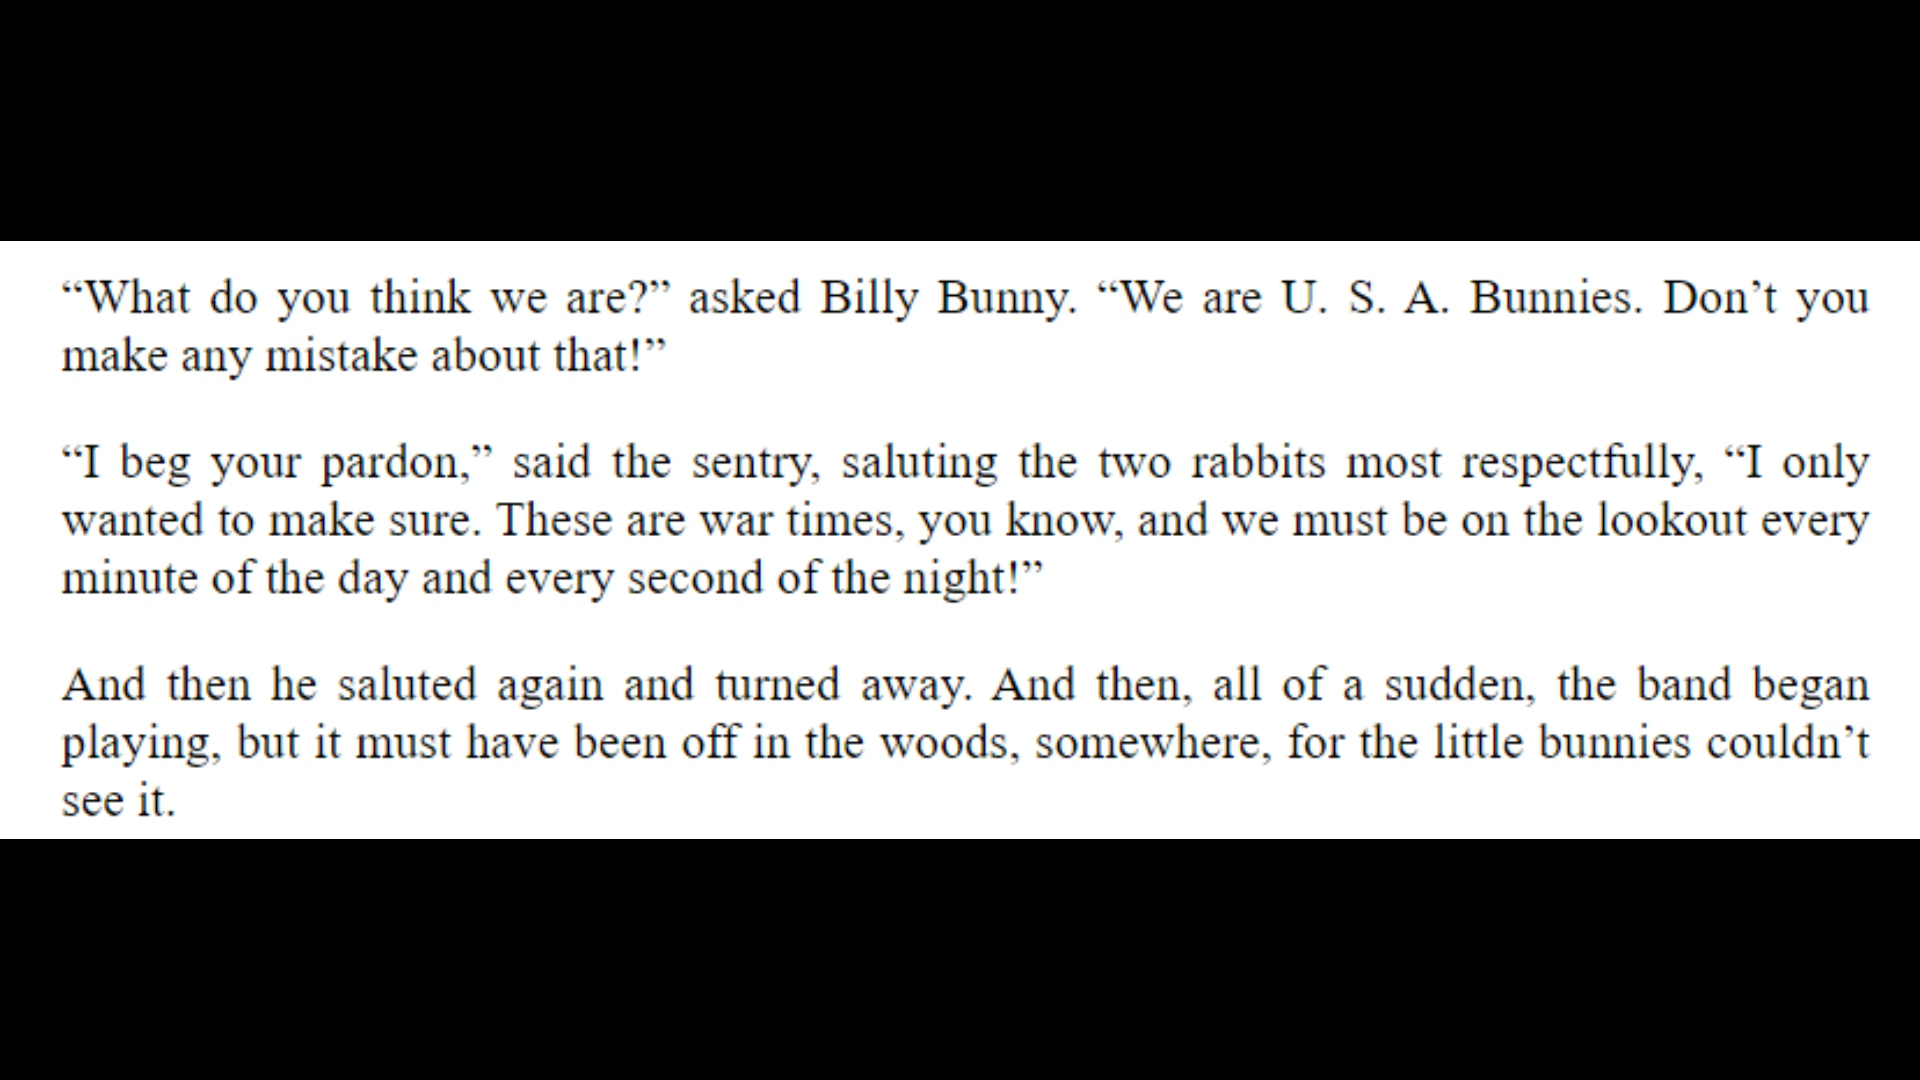 “What do you think we are?” asked Billy Bunny. “We are U. S. A. Bunnies. Don’t you
make any mistake about that!”
“I beg your pardon,” said the sentry, saluting the two rabbits most respectfully, “I only
wanted to make sure. These are war times, you know, and we must be on the lookout every
minute of the day and every second of the night!”
And then he saluted again and turned away. And then, all of a sudden, the band began
playing, but it must have been off in the woods, somewhere, for the little bunnies couldn’t
see it.